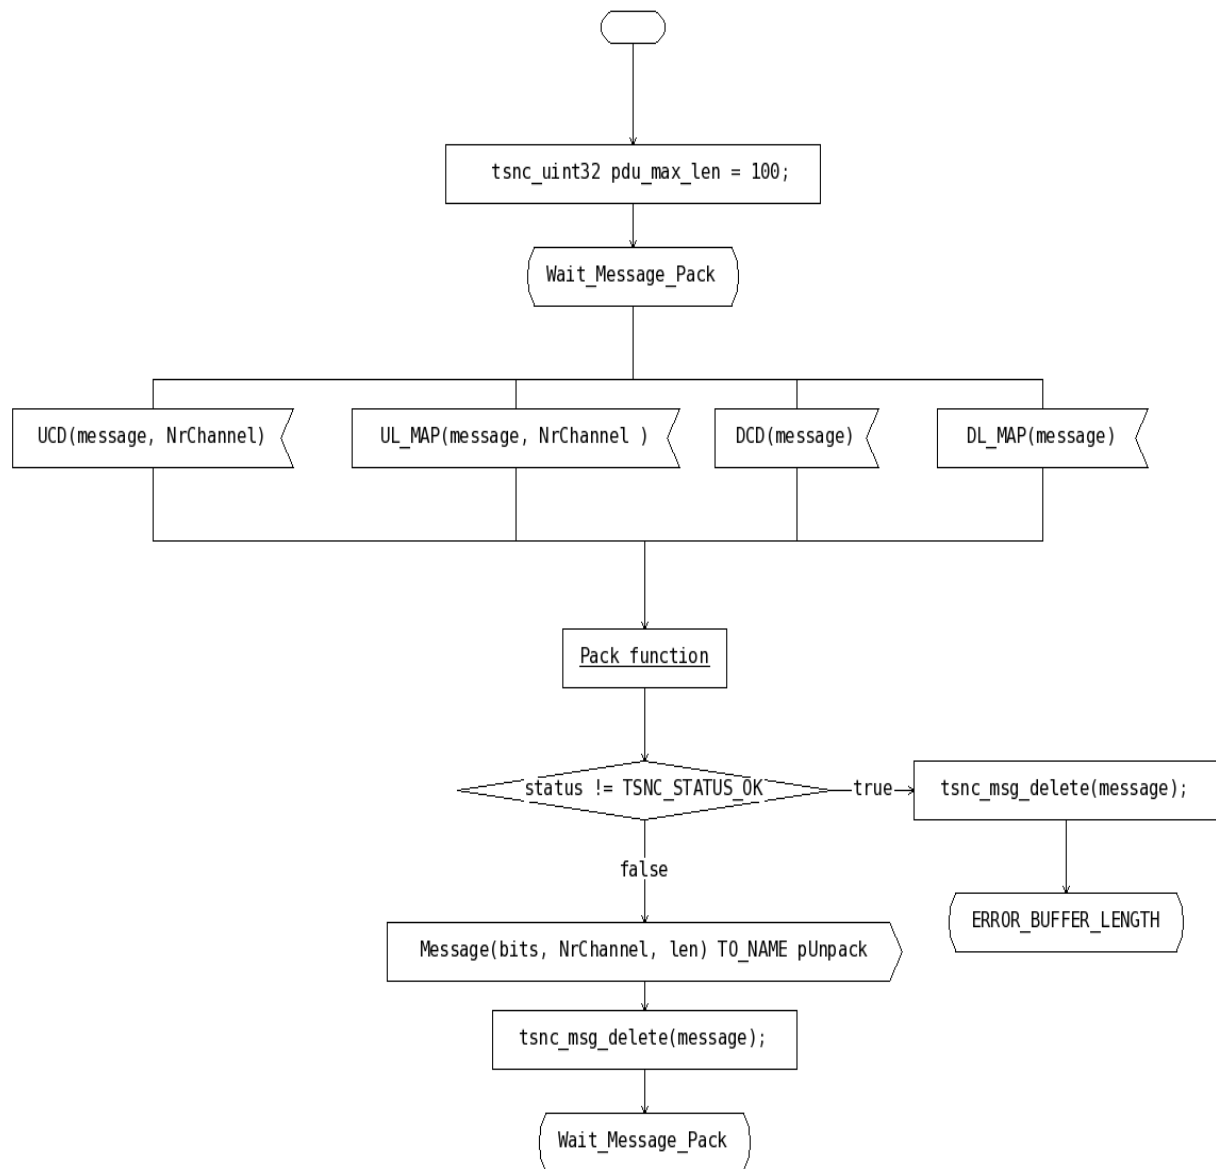 tsnc_uint32 pdu_max_len = 100;
Wait_Message_Pack
UCD(message, NrChannel)
UL_MAP(message, NrChannel )
DCD(message)
DL_MAP(message)
Pack function
status != TSNC_STATUS_OK
true
tsnc_msg_delete(message);
false
ERROR_BUFFER_LENGTH
Message(bits, NrChannel, len) TO_NAME pUnpack
tsnc_msg_delete(message);
Wait_Message_Pack